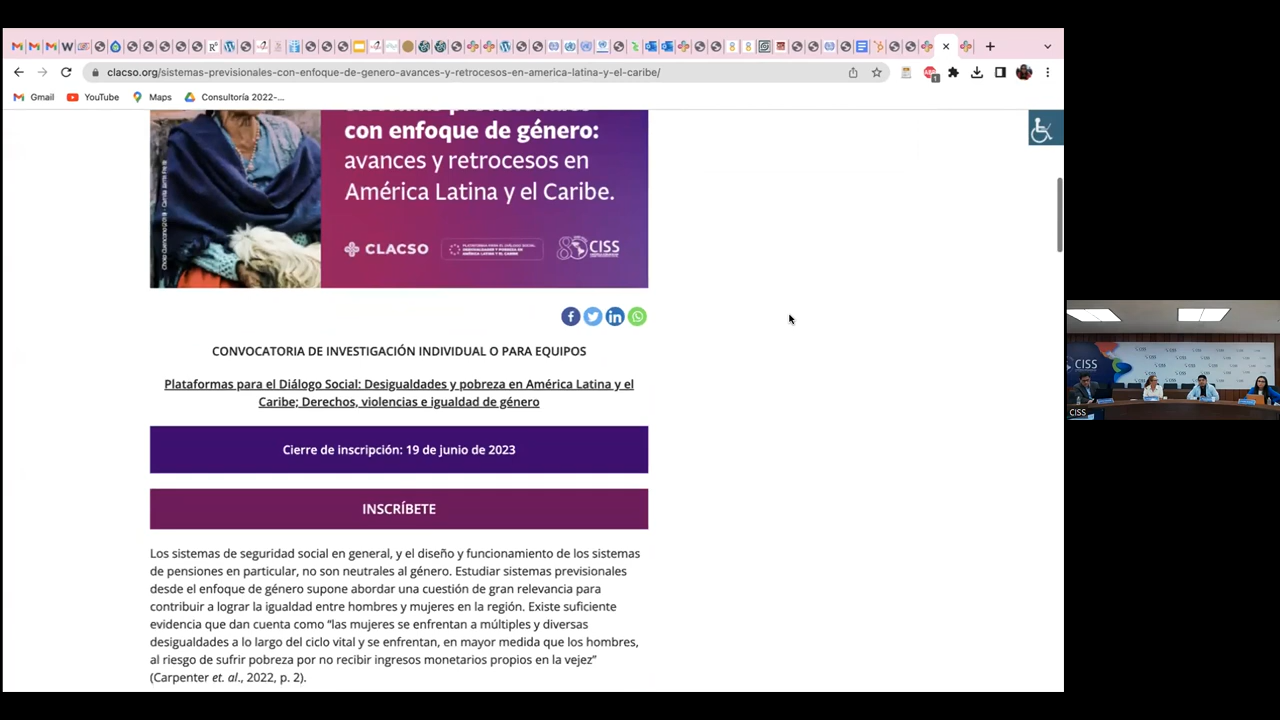 clacso.org/sistemas-previsionales-con-enfoque-de-genero-avances-y-retrocesos-en-america-latina-y-el-caribe/
Gmail
YouTube
Maps
Consultoría 2022-...
con enfoque de género:
avances y retrocesos en
América Latina y el Caribe.
CLACSO
CISS
CONVOCATORIA DE INVESTIGACIÓN INDIVIDUAL O PARA EQUIPOS
Plataformas para el Diálogo Social: Desigualdades y pobreza en América Latina y el
Caribe; Derechos, violencias e igualdad de género
Cierre de inscripción: 19 de junio de 2023
INSCRÍBETE
Los sistemas de seguridad social en general, y el diseño y funcionamiento de los sistemas
de pensiones en particular, no son neutrales al género. Estudiar sistemas previsionales
desde el enfoque de género supone abordar una cuestión de gran relevancia para
contribuir a lograr la igualdad entre hombres y mujeres en la región. Existe suficiente
evidencia que dan cuenta como “las mujeres se enfrentan a múltiples y diversas
desigualdades a lo largo del ciclo vital y se enfrentan, en mayor medida que los hombres,
al riesgo de sufrir pobreza por no recibir ingresos monetarios propios en la vejez”
(Carpenter et. al., 2022, p. 2).
CISS
CISS